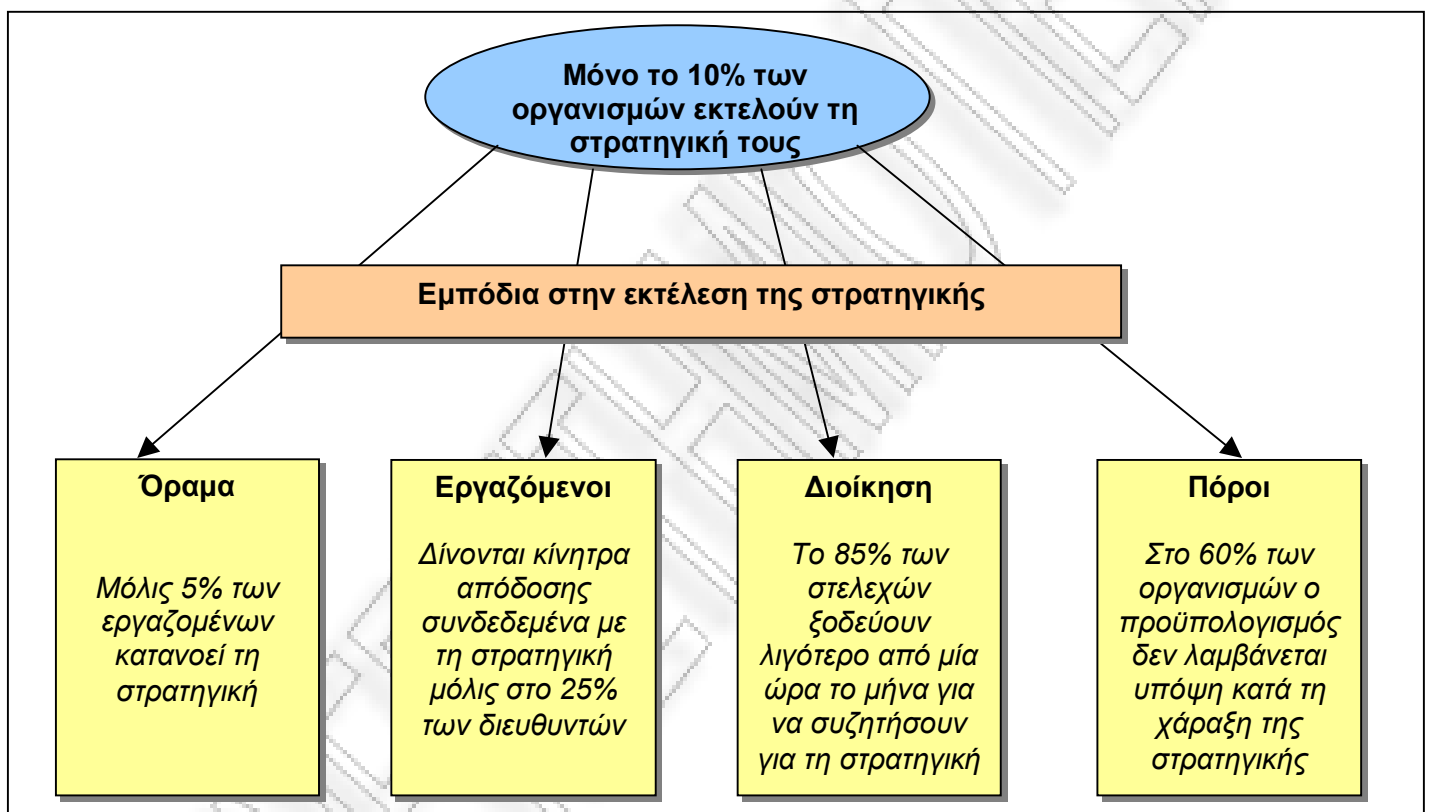 Μόνο το 10% των
οργανισμών εκτελούν τη
στρατηγική τους
Εμπόδια στην εκτέλεση της στρατηγικής
Όραμα
Μόλις 5% των
εργαζομένων
κατανοεί τη
στρατηγική
Εργαζόμενοι
Δίνονται κίνητρα
απόδοσης
συνδεδεμένα με
τη στρατηγική
μόλις στο 25%
των διευθυντών
Διοίκηση
Το 85% των
στελεχών
ξοδεύουν
λιγότερο από μία
ώρα το μήνα για
να συζητήσουν
για τη στρατηγική
Πόροι
Στο 60% των
οργανισμών ο
προϋπολογισμός
δεν λαμβάνεται
υπόψη κατά τη
χάραξη της
στρατηγικής